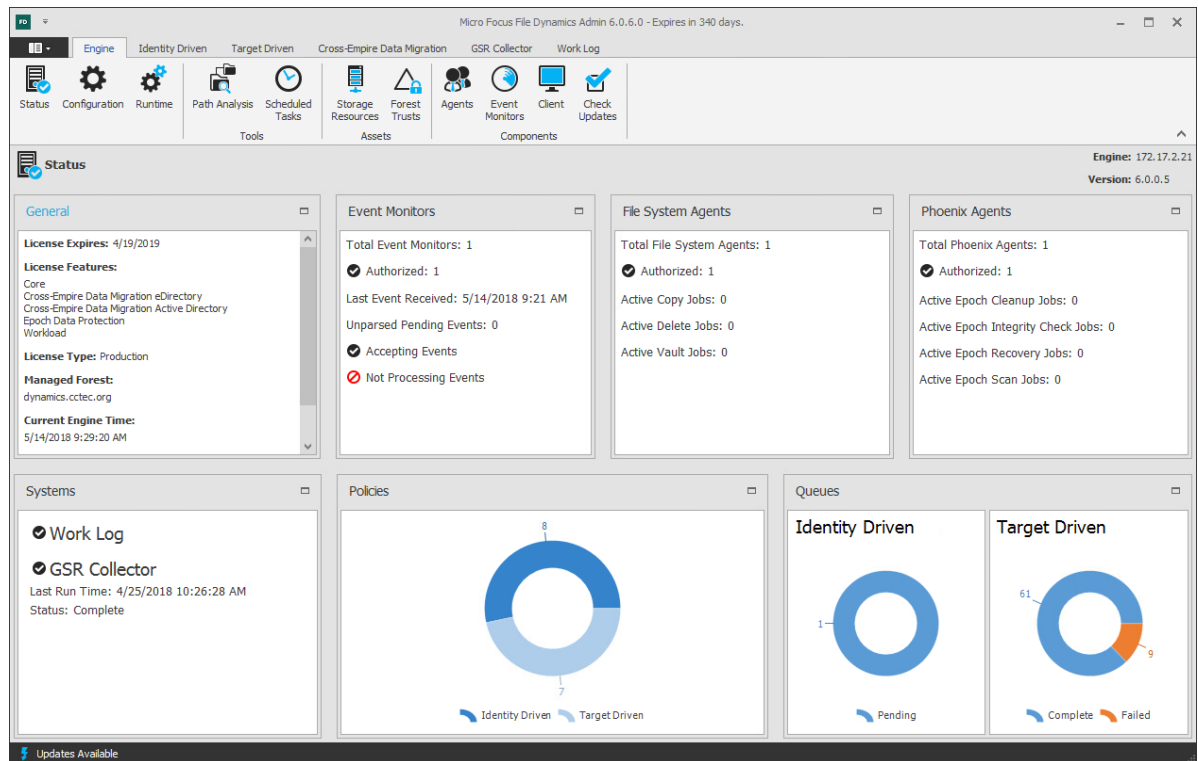 FD
Micro Focus File Dynamics Admin 6.0.6.0 - Expires in 340 days.
Engine
Identity Driven
Target Driven
Cross-Empire Data Migration
GSR Collector
Work Log
Status
Configuration
Runtime
Path Analysis
Scheduled
Tasks
Storage
Resources
Forest
Trusts
Agents
Event
Monitors
Client
Check
Updates
Tools
Assets
Components
Status
Engine: 172.17.2.21
Version: 6.0.0.5
General
License Expires: 4/19/2019
License Features:
Core
Cross-Empire Data Migration eDirectory
Cross-Empire Data Migration Active Directory
Epoch Data Protection
Workload
License Type: Production
Managed Forest:
dynamics.cctec.org
Current Engine Time:
5/14/2018 9:29:20 AM
Event Monitors
Total Event Monitors: 1
Authorized: 1
Last Event Received: 5/14/2018 9:21 AM
Unparsed Pending Events: 0
Accepting Events
Not Processing Events
File System Agents
Total File System Agents: 1
Authorized: 1
Active Copy Jobs: 0
Active Delete Jobs: 0
Active Vault Jobs: 0
Phoenix Agents
Total Phoenix Agents: 1
Authorized: 1
Active Epoch Cleanup Jobs: 0
Active Epoch Integrity Check Jobs: 0
Active Epoch Recovery Jobs: 0
Active Epoch Scan Jobs: 0
Systems
Work Log
GSR Collector
Last Run Time: 4/25/2018 10:26:28 AM
Status: Complete
Policies
8
7
Identity Driven
Target Driven
Queues
Identity Driven
1
Pending
Target Driven
61
9
Complete
Failed
Updates Available